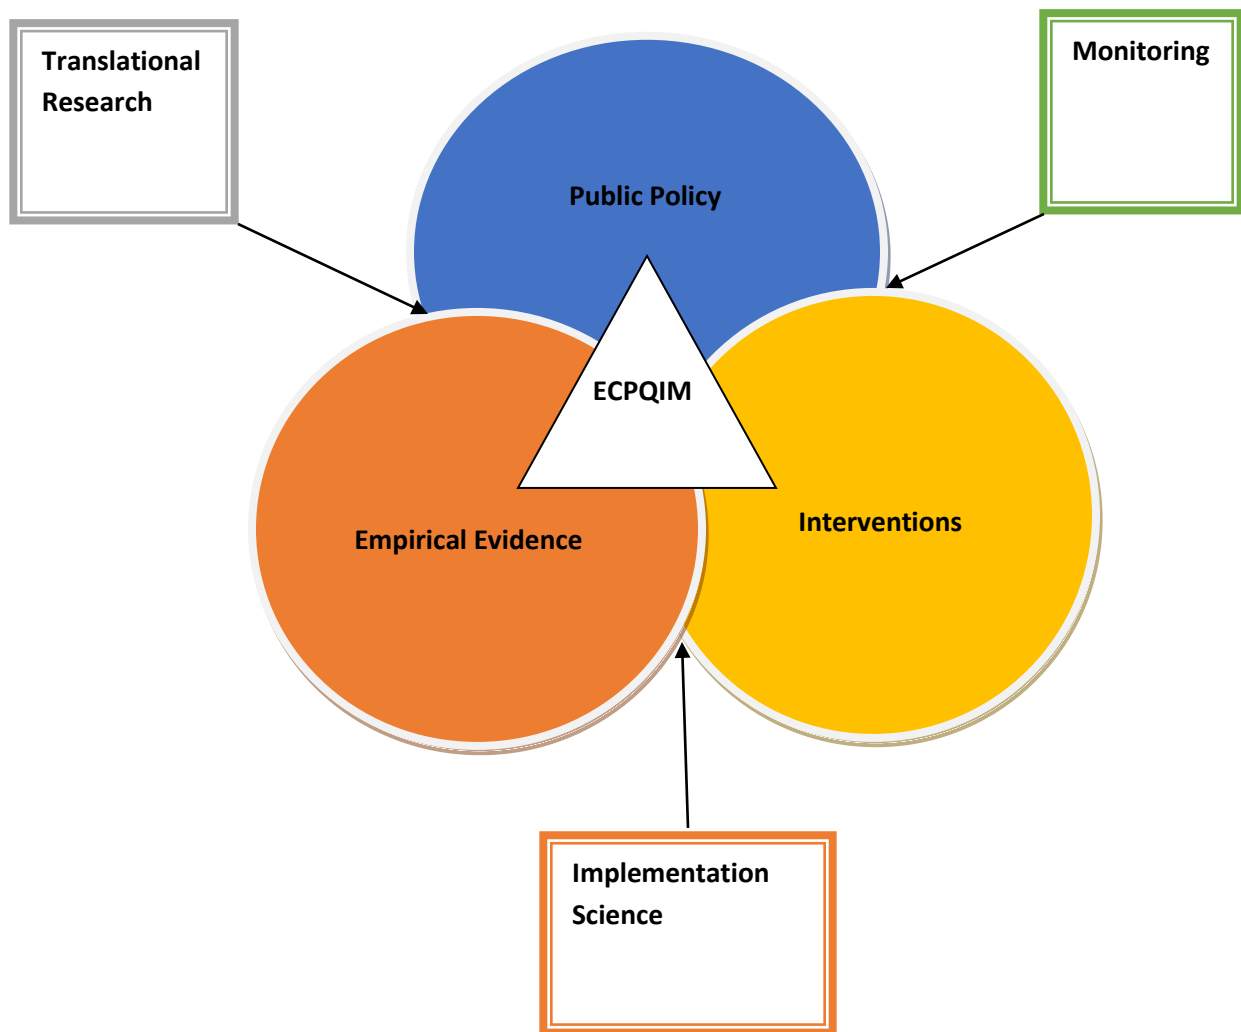 Translational
Research
Monitoring
Public Policy
ECPQIM
Empirical Evidence
Interventions
Implementation
Science